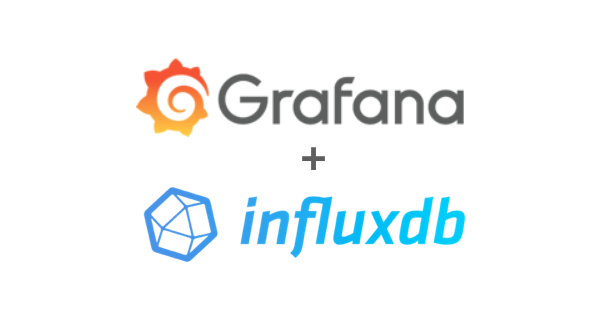 Grafana
+
influxdb